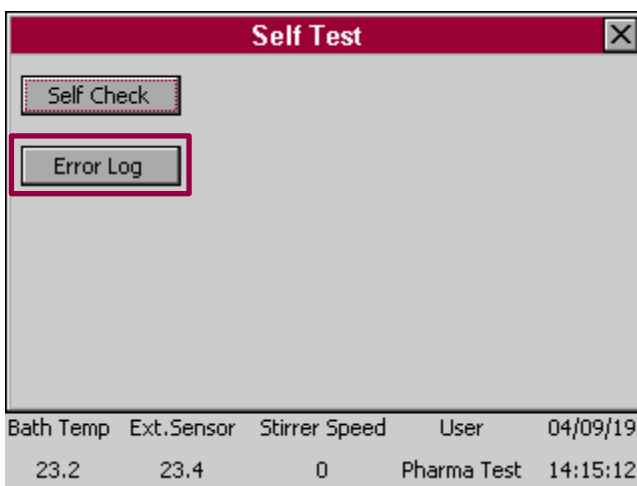 Self Test
Self Check
Error Log
Bath Temp Ext.Sensor Stirrer Speed User 04/09/19
23.2 23.4 0 Pharma Test 14:15:12